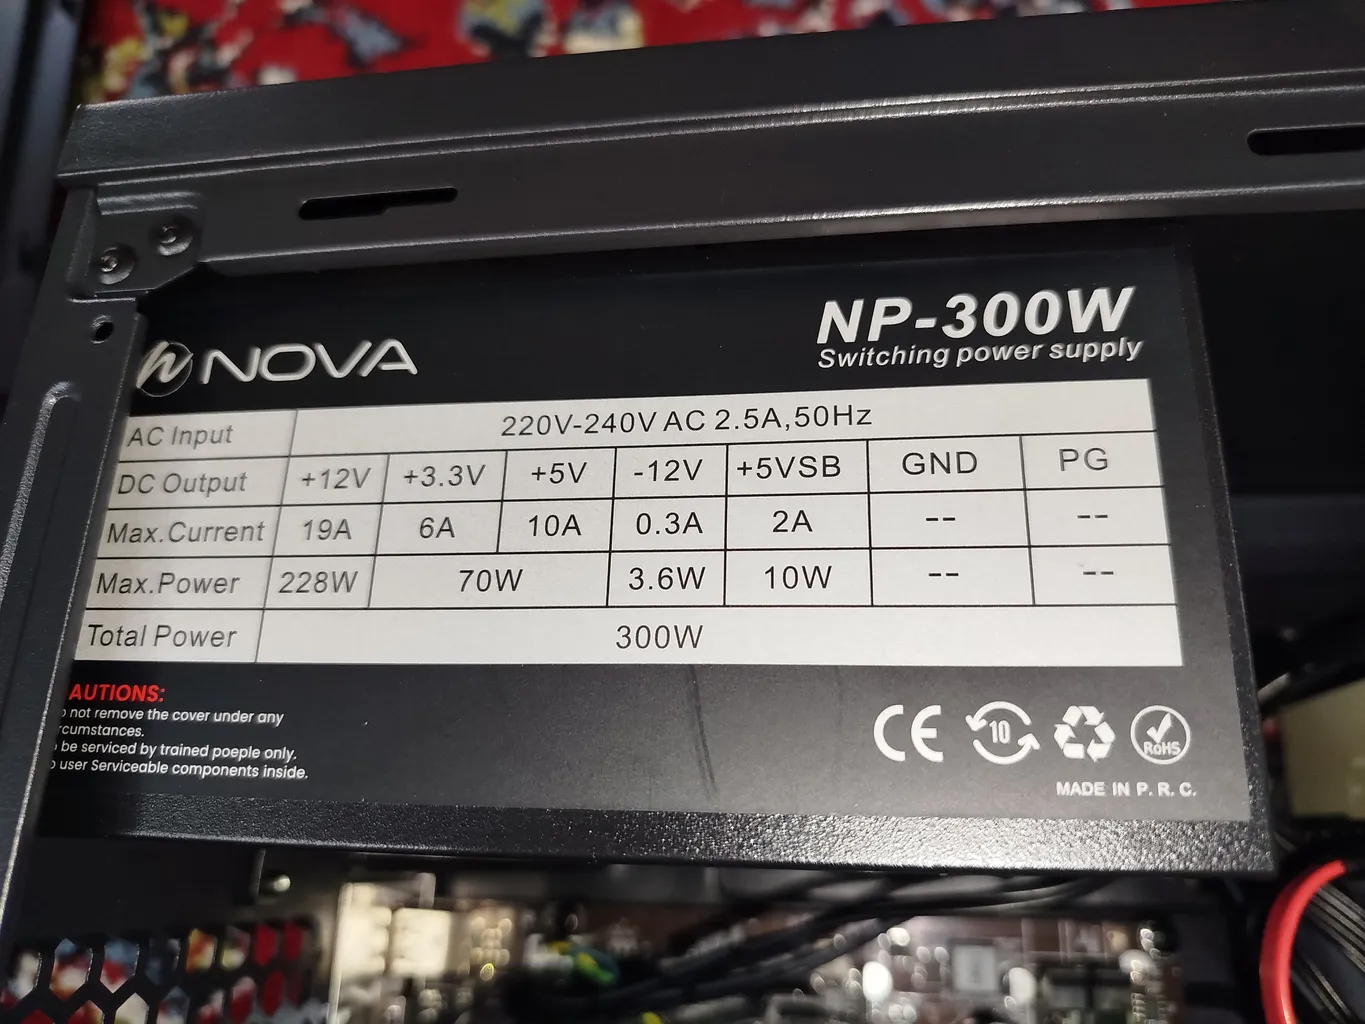 NOVA
NP-300W
Switching power supply
AC Input 220V-240V AC 2.5A,50Hz
DC Output +12V +3.3V +5V -12V +5VSB GND PG
Max.Current 19A 6A 10A 0.3A 2A -- --
Max.Power 228W 70W 3.6W 10W -- --
Total Power 300W
AUTIONS:
not remove the cover under any
cumstances.
be serviced by trained poeple only.
user Serviceable components inside.
CE 10 RoHS
MADE IN P. R. C.